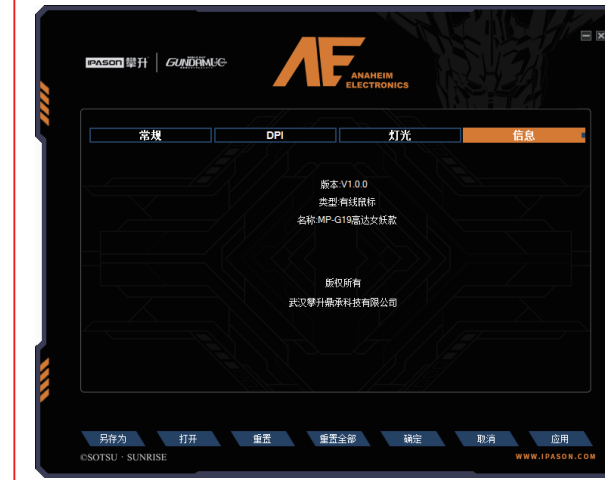 IPASON 攀升 GUNDAM UC
AE
ANAHEIM
ELECTRONICS
常规 DPI 灯光 信息
版本:V1.0.0
类型:有线鼠标
名称:MP-G19高达女妖款
版权所有
武汉攀升鼎承科技有限公司
另存为 打开 重置 重置全部 确定 取消 应用
©SOTSU · SUNRISE
WWW.IPASON.COM